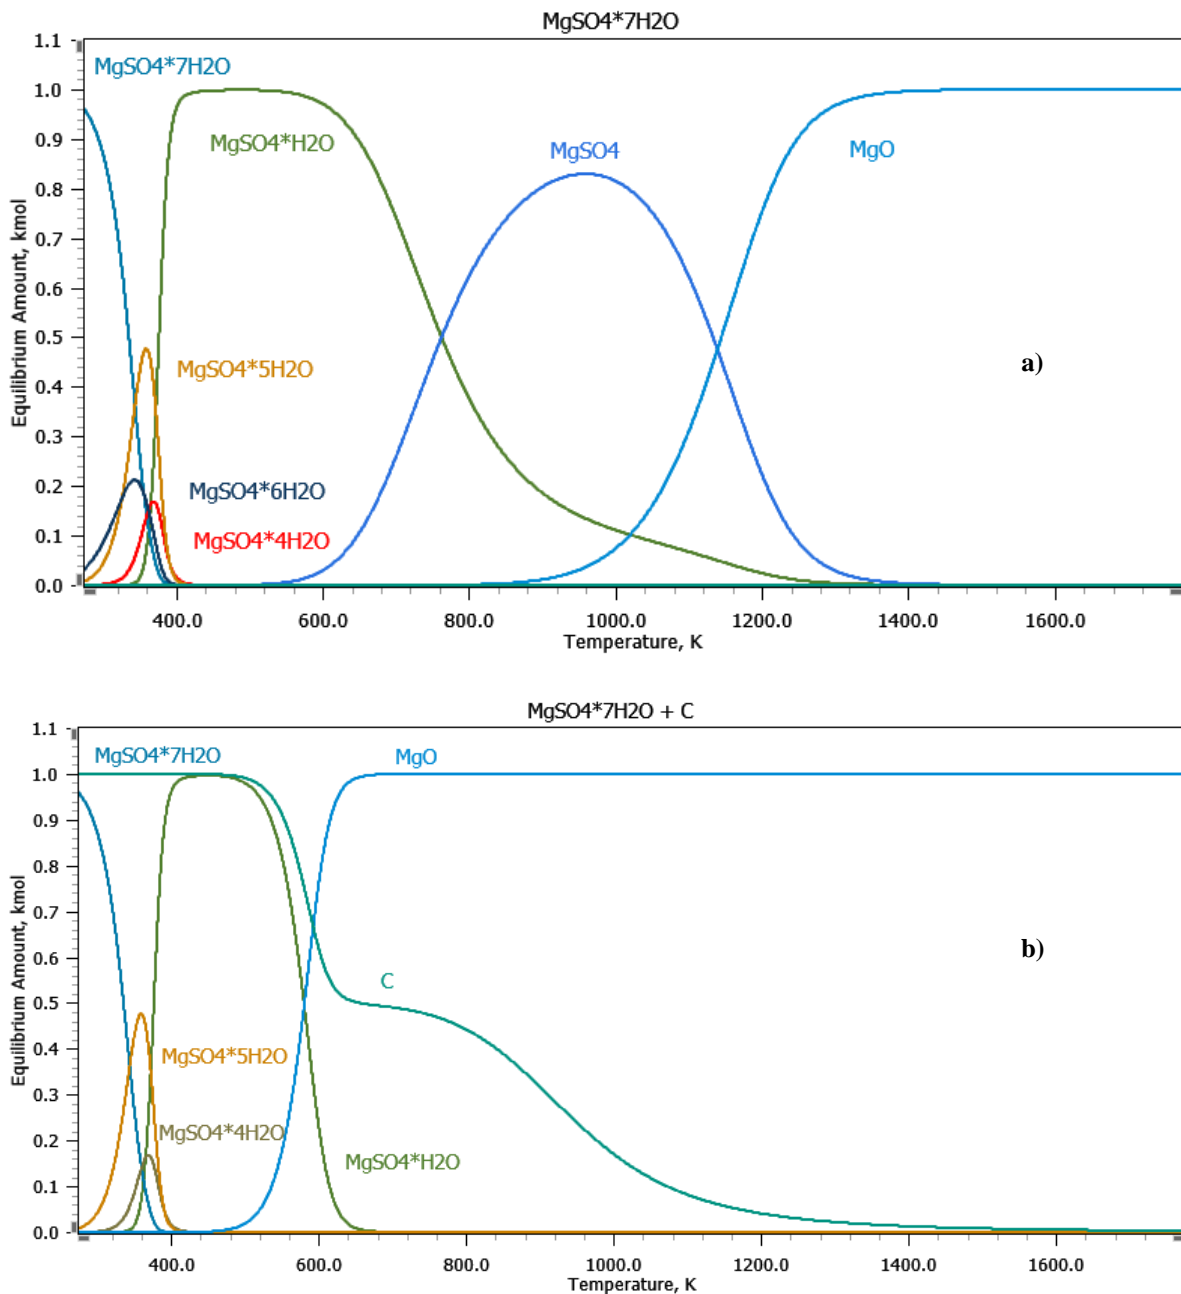 MgSO4*7H2O
1.1
MgSO4*7H2O
1.0
0.9
MgSO4*H2O
MgSO4
MgO
0.8
0.7
0.6
0.5
MgSO4*5H2O
a)
0.4
0.3
0.2
MgSO4*6H2O
MgSO4*4H2O
0.1
0.0
Equilibrium Amount, kmol
400.0 600.0 800.0 1000.0 1200.0 1400.0 1600.0
Temperature, K
MgSO4*7H2O + C
1.1
MgSO4*7H2O
MgO
1.0
0.9
0.8
0.7
0.6
b)
C
0.5
0.4
MgSO4*5H2O
0.3
MgSO4*4H2O
0.2
MgSO4*H2O
0.1
0.0
Equilibrium Amount, kmol
400.0 600.0 800.0 1000.0 1200.0 1400.0 1600.0
Temperature, K